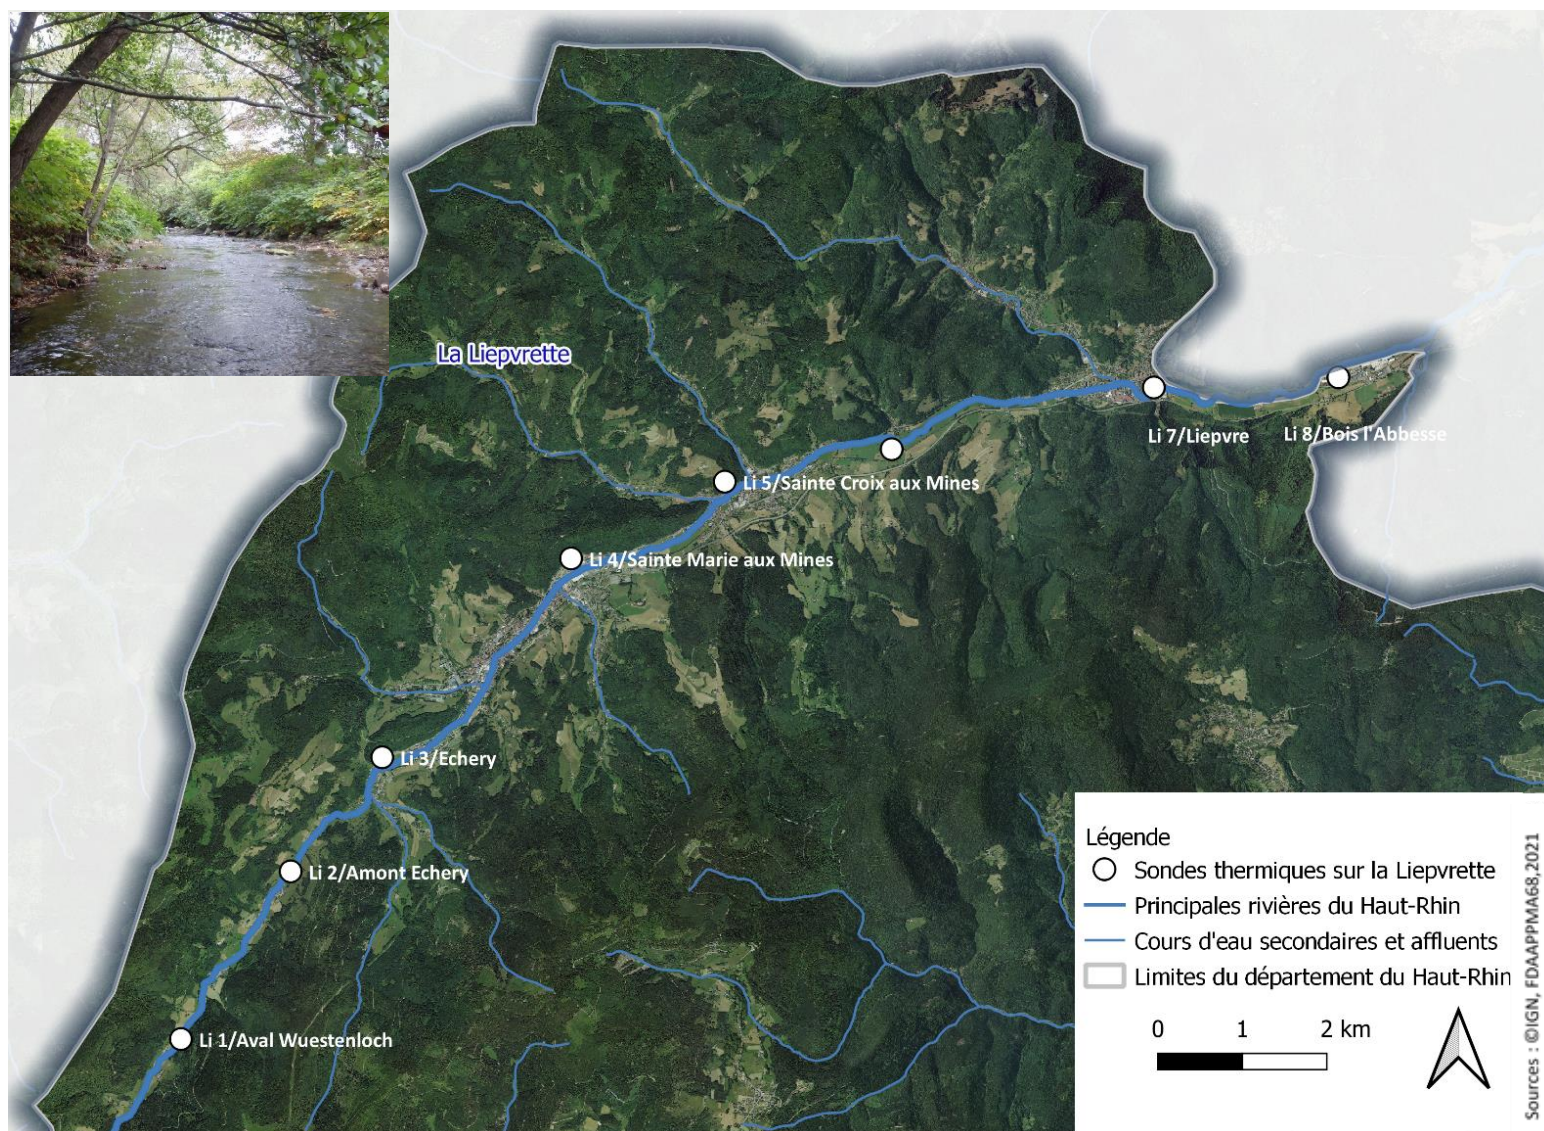 La Liepvrette
Li 7/Liepvre
Li 8/Bois l'Abbesse
Li 5/Sainte Croix aux Mines
Li 4/Sainte Marie aux Mines
Li 3/Echery
Li 2/Amont Echery
Li 1/Aval Wuestenloch
Légende
Sondes thermiques sur la Liepvrette
Principales rivières du Haut-Rhin
Cours d'eau secondaires et affluents
Limites du département du Haut-Rhin
0 1 2 km
Sources : ©IGN, FDAAPPMA68,2021